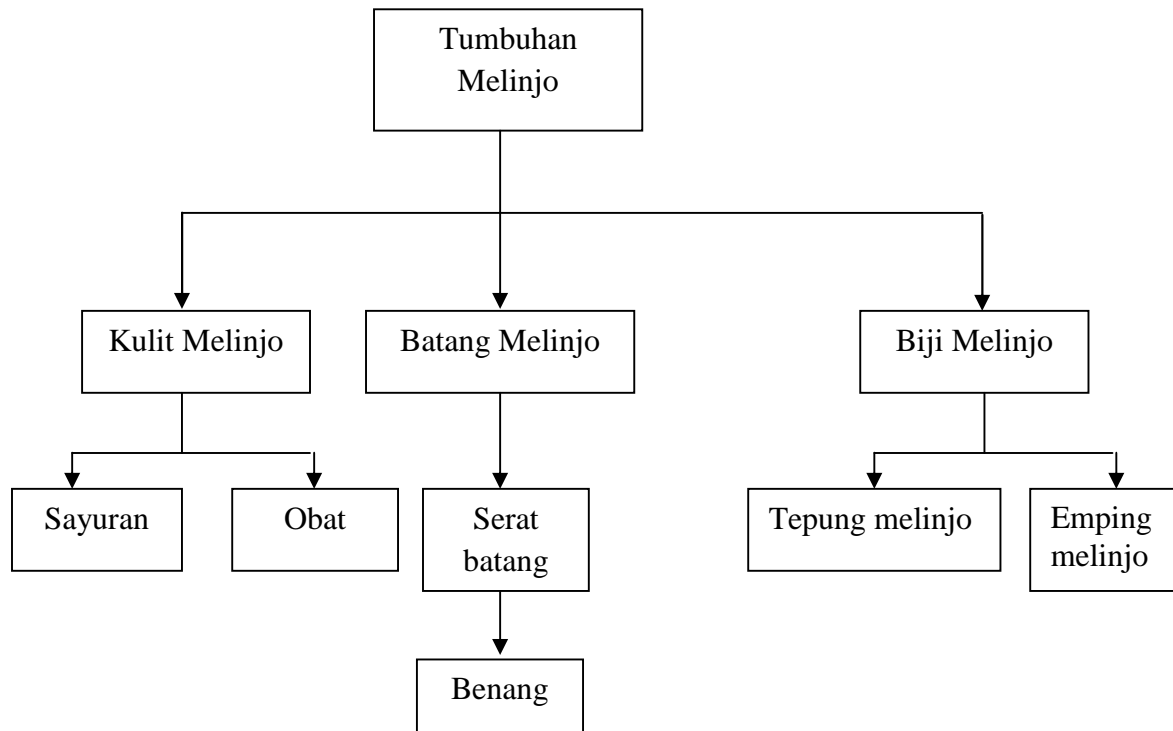 Tumbuhan
Melinjo
Kulit Melinjo
Batang Melinjo
Biji Melinjo
Sayuran
Obat
Serat
batang
Tepung melinjo
Emping
melinjo
Benang